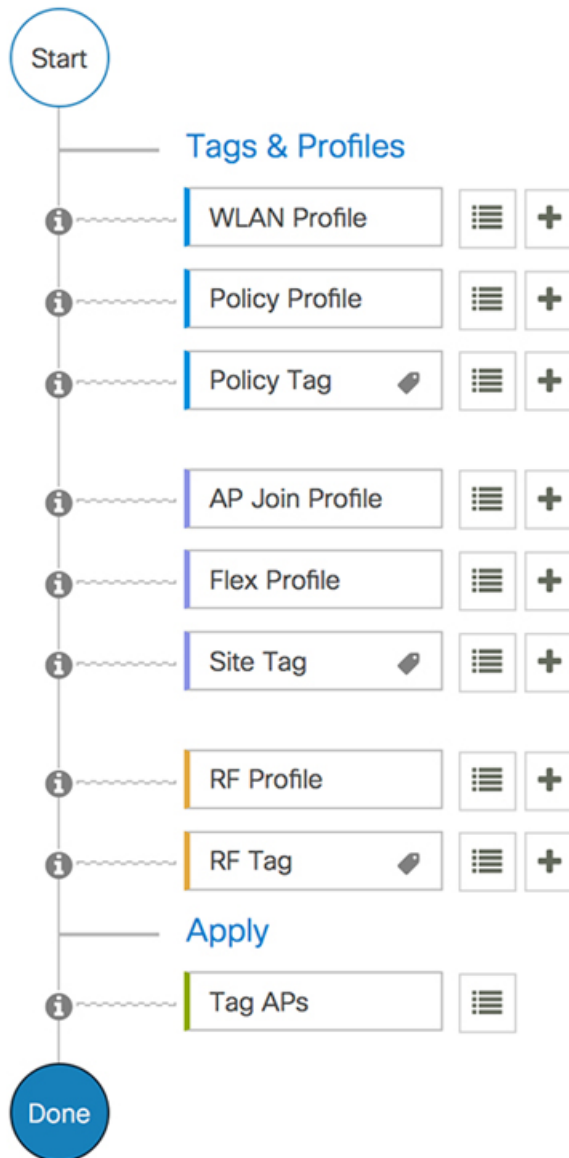 Start
Tags & Profiles
WLAN Profile
Policy Profile
Policy Tag
AP Join Profile
Flex Profile
Site Tag
RF Profile
RF Tag
Apply
Tag APs
Done